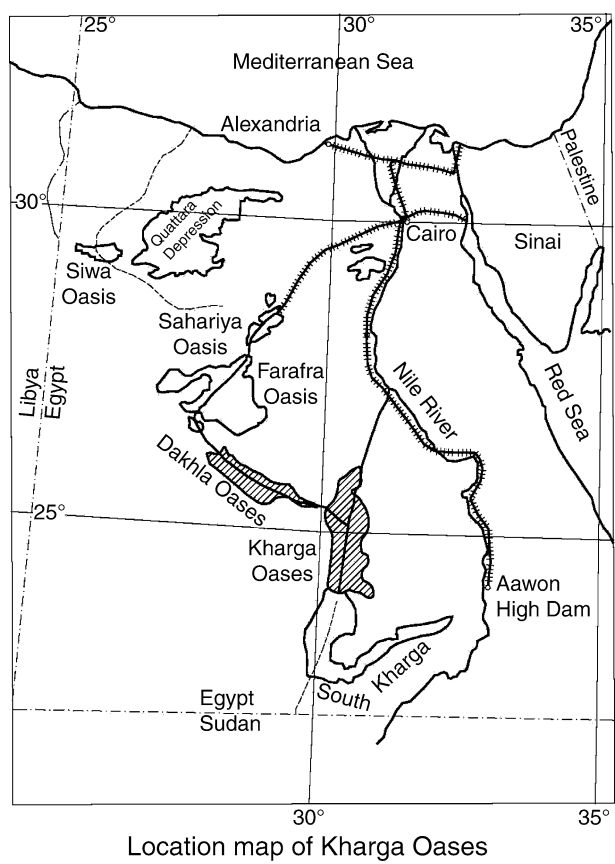 25°
30°
35°
Mediterranean Sea
Alexandria
Palestine
30°
Quattara
Depression
Cairo
Sinai
Siwa
Oasis
Sahariya
Oasis
Farafra
Oasis
Libya
Egypt
Nile River
Red Sea
Dakhla Oases
25°
Kharga
Oases
Aawon
High Dam
South Kharga
Egypt
Sudan
30°
35°
Location map of Kharga Oases